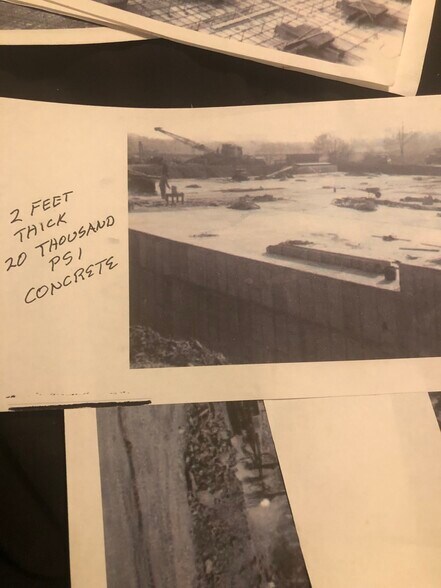 2 FEET
THICK
20 THOUSAND
PSI
CONCRETE